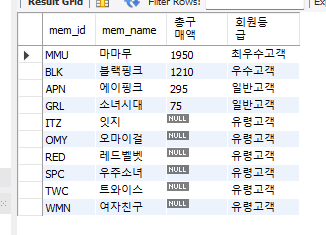 Result Grid Filter Rows:
mem_id mem_name 총구매액 회원등급
MMU 마마무 1950 최우수고객
BLK 블랙핑크 1210 우수고객
APN 에이핑크 295 일반고객
GRL 소녀시대 75 일반고객
ITZ 잇지 NULL 유령고객
OMY 오마이걸 NULL 유령고객
RED 레드벨벳 NULL 유령고객
SPC 우주소녀 NULL 유령고객
TWC 트와이스 NULL 유령고객
WMN 여자친구 NULL 유령고객